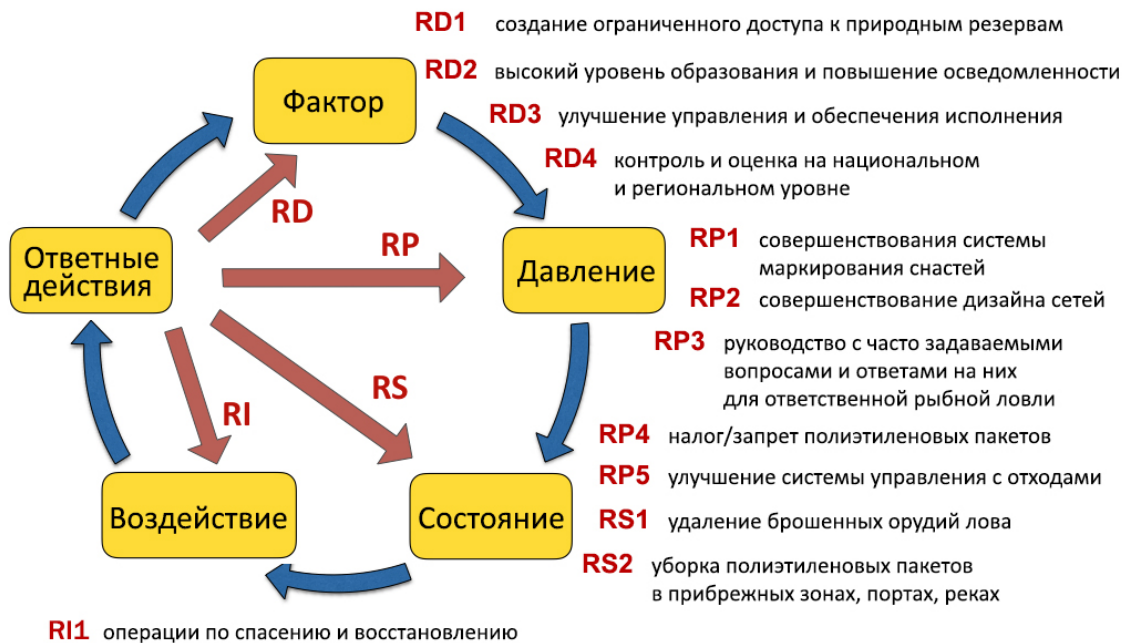 RD1 создание ограниченного доступа к природным резервам
RD2 высокий уровень образования и повышение осведомленности
Фактор
RD3 улучшение управления и обеспечения исполнения
RD4 контроль и оценка на национальном
и региональном уровне
RD
Ответные
действия
RP
Давление
RP1 совершенствования системы
маркирования снастей
RP2 совершенствование дизайна сетей
RP3 руководство с часто задаваемыми
вопросами и ответами на них
для ответственной рыбной ловли
RS
RI
RP4 налог/запрет полиэтиленовых пакетов
RP5 улучшение системы управления с отходами
Воздействие
Состояние
RS1 удаление брошенных орудий лова
RS2 уборка полиэтиленовых пакетов
в прибрежных зонах, портах, реках
RI1 операции по спасению и восстановлению